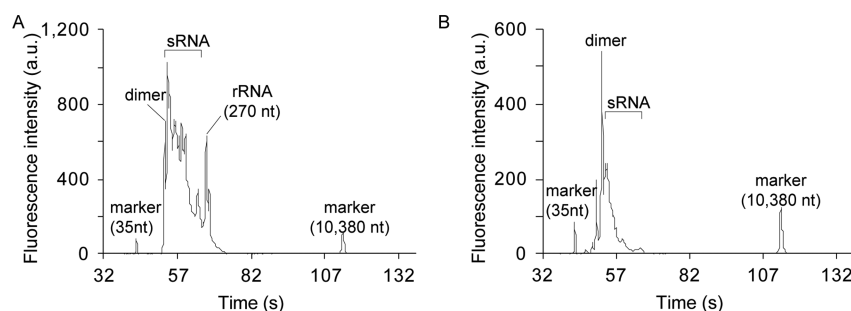 A
1,200
800
400
0
Fluorescence intensity (a.u.)
sRNA
dimer
rRNA
(270 nt)
marker
(35nt)
marker
(10,380 nt)
32 57 82 107 132
Time (s)
B
600
400
200
0
Fluorescence intensity (a.u.)
dimer
sRNA
marker
(35nt)
marker
(10,380 nt)
32 57 82 107 132
Time (s)